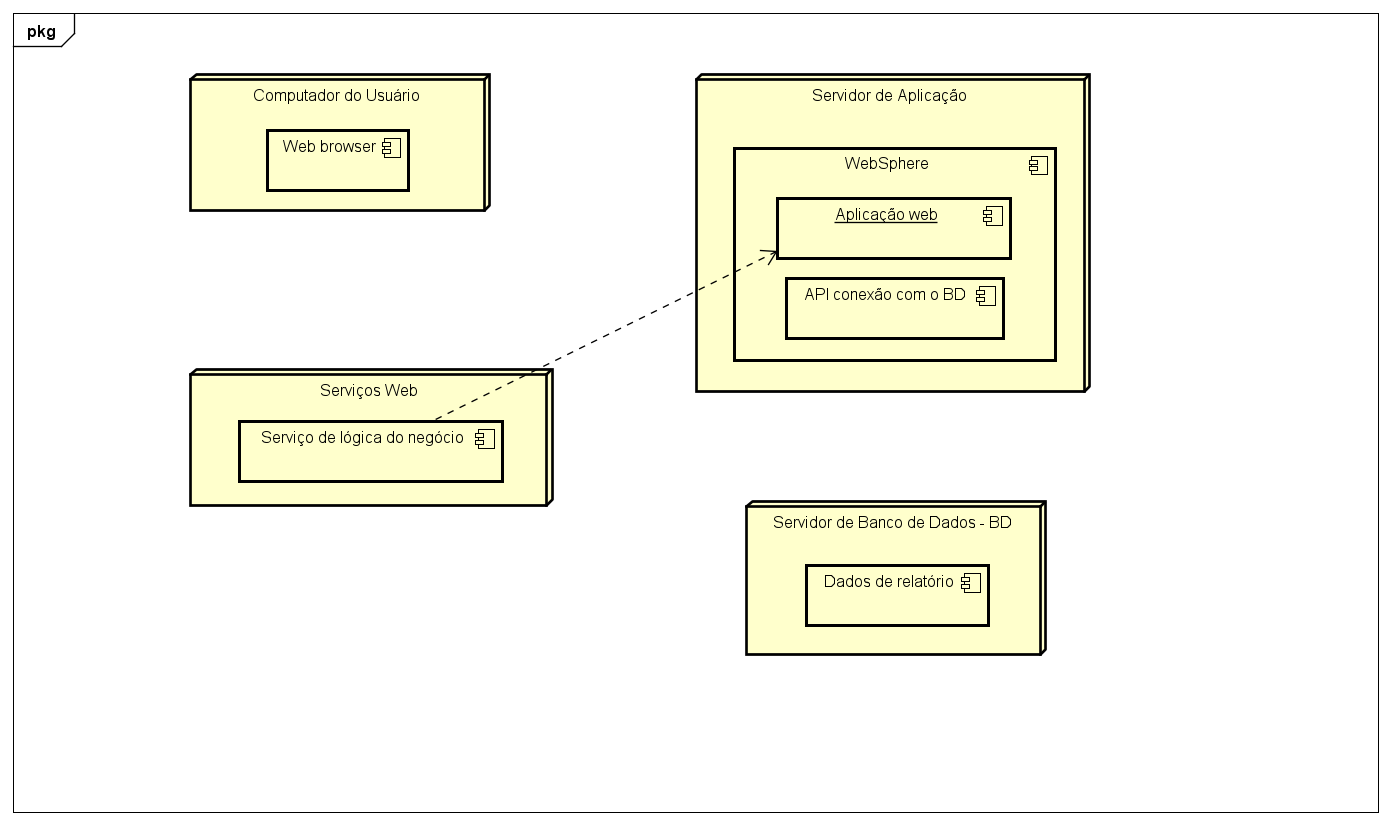 pkg
Computador do Usuário
Web browser
Servidor de Aplicação
WebSphere
Aplicação web
API conexão com o BD
Serviços Web
Serviço de lógica do negócio
Servidor de Banco de Dados - BD
Dados de relatório